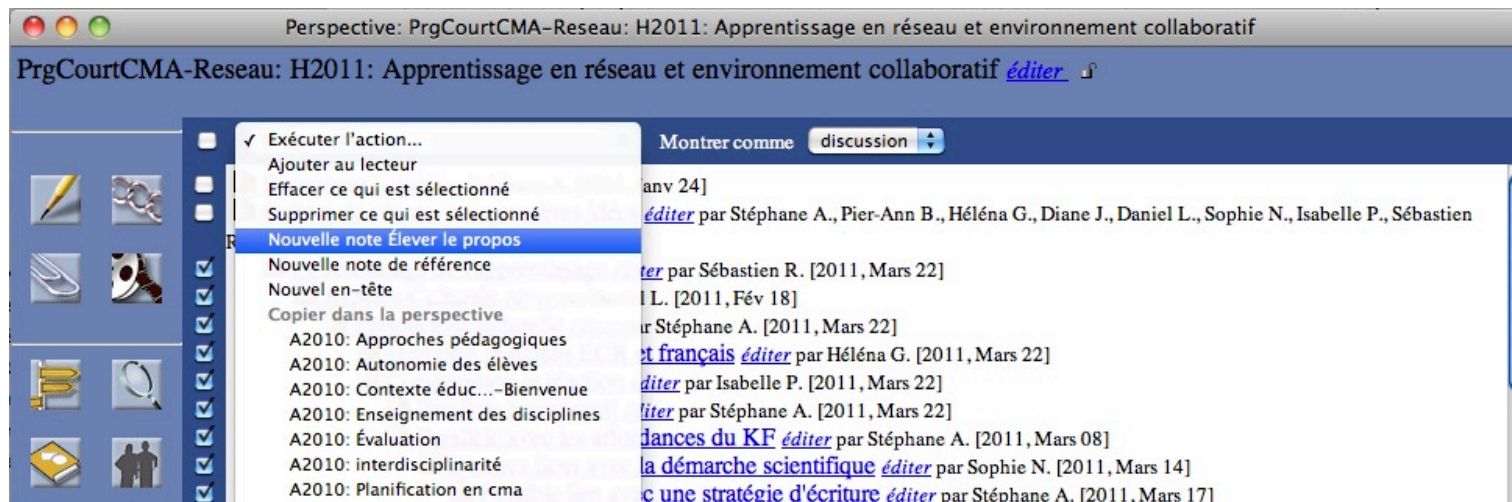 Perspective: PrgCourtCMA-Reseau: H2011: Apprentissage en réseau et environnement collaboratif
PrgCourtCMA-Reseau: H2011: Apprentissage en réseau et environnement collaboratif éditer
✓ Exécuter l'action...
Montrer comme discussion
Ajouter au lecteur
Effacer ce qui est sélectionné
anv 24]
Supprimer ce qui est sélectionné
éditer par Stéphane A., Pier-Ann B., Héléna G., Diane J., Daniel L., Sophie N., Isabelle P., Sébastien
R
Nouvelle note Élever le propos
Nouvelle note de référence
ter par Sébastien R. [2011, Mars 22]
Nouvel en-tête
L. [2011, Fév 18]
Copier dans la perspective
r Stéphane A. [2011, Mars 22]
A2010: Approches pédagogiques
et français éditer par Héléna G. [2011, Mars 22]
A2010: Autonomie des élèves
diter par Isabelle P. [2011, Mars 22]
A2010: Contexte éduc...-Bienvenue
liter par Stéphane A. [2011, Mars 22]
A2010: Enseignement des disciplines
dances du KF éditer par Stéphane A. [2011, Mars 08]
A2010: Évaluation
A2010: interdisciplinarité
la démarche scientifique éditer par Sophie N. [2011, Mars 14]
A2010: Planification en cma
c une stratégie d'écriture éditer par Stéphane A. [2011, Mars 17]